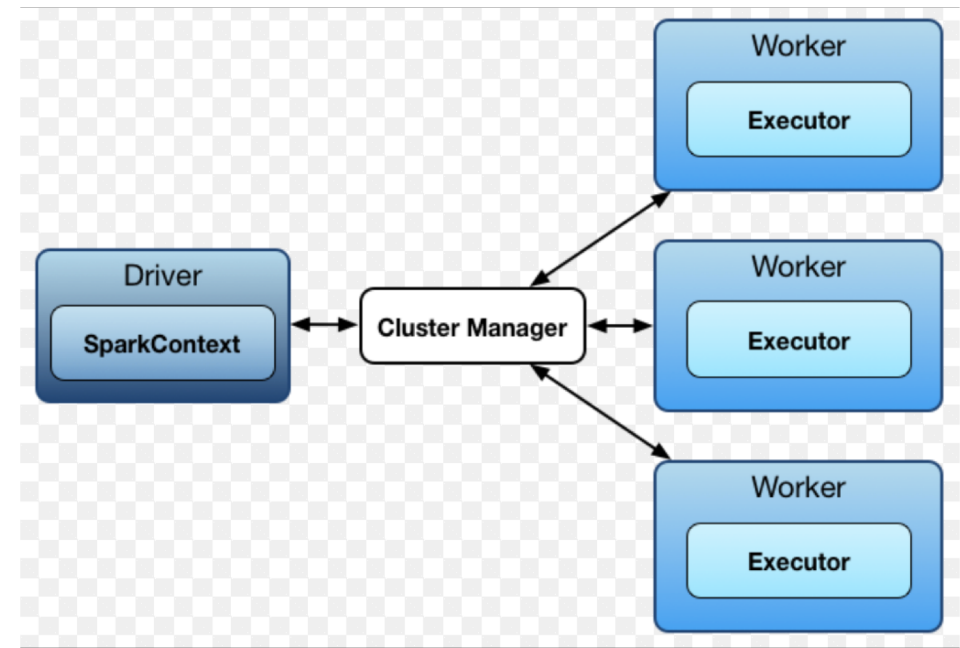 Driver
SparkContext
Cluster Manager
Worker
Executor
Worker
Executor
Worker
Executor